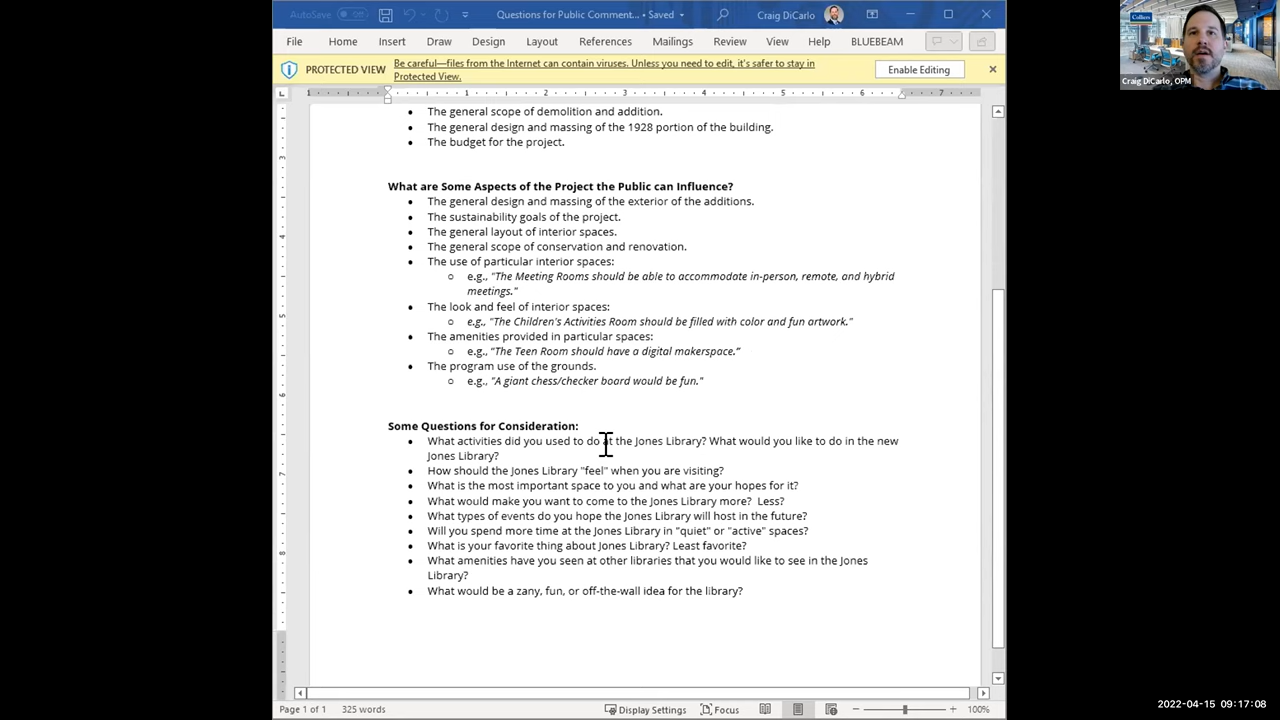 AutoSave Off
Questions for Public Comment... • Saved
Craig DiCarlo
File Home Insert Draw Design Layout References Mailings Review View Help BLUEBEAM
PROTECTED VIEW
Be careful—files from the Internet can contain viruses. Unless you need to edit, it's safer to stay in
Protected View.
Enable Editing
1 1 2 3 4 5 6 7
• The general scope of demolition and addition.
• The general design and massing of the 1928 portion of the building.
• The budget for the project.
What are Some Aspects of the Project the Public can Influence?
• The general design and massing of the exterior of the additions.
• The sustainability goals of the project.
• The general layout of interior spaces.
• The general scope of conservation and renovation.
• The use of particular interior spaces:
o e.g., "The Meeting Rooms should be able to accommodate in-person, remote, and hybrid
meetings."
• The look and feel of interior spaces:
o e.g., "The Children's Activities Room should be filled with color and fun artwork."
• The amenities provided in particular spaces:
o e.g., "The Teen Room should have a digital makerspace."
• The program use of the grounds.
o e.g., "A giant chess/checker board would be fun."
Some Questions for Consideration:
• What activities did you used to do at the Jones Library? What would you like to do in the new
Jones Library?
• How should the Jones Library "feel" when you are visiting?
• What is the most important space to you and what are your hopes for it?
• What would make you want to come to the Jones Library more? Less?
• What types of events do you hope the Jones Library will host in the future?
• Will you spend more time at the Jones Library in "quiet" or "active" spaces?
• What is your favorite thing about Jones Library? Least favorite?
• What amenities have you seen at other libraries that you would like to see in the Jones
Library?
• What would be a zany, fun, or off-the-wall idea for the library?
3
4
5
6
7
8
Page 1 of 1 325 words Display Settings Focus 100%
Colliers
Craig DiCarlo, OPM
2022-04-15 09:17:08